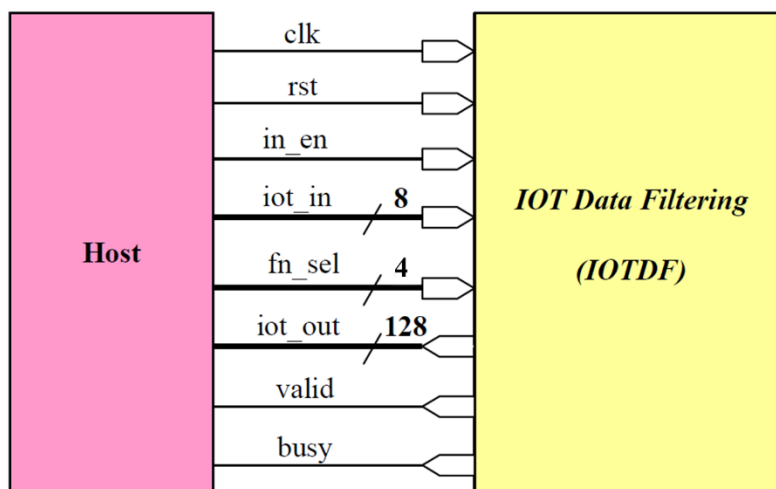 clk
rst
in_en
iot_in 8
IOT Data Filtering
(IOTDF)
Host
fn_sel 4
iot_out 128
valid
busy